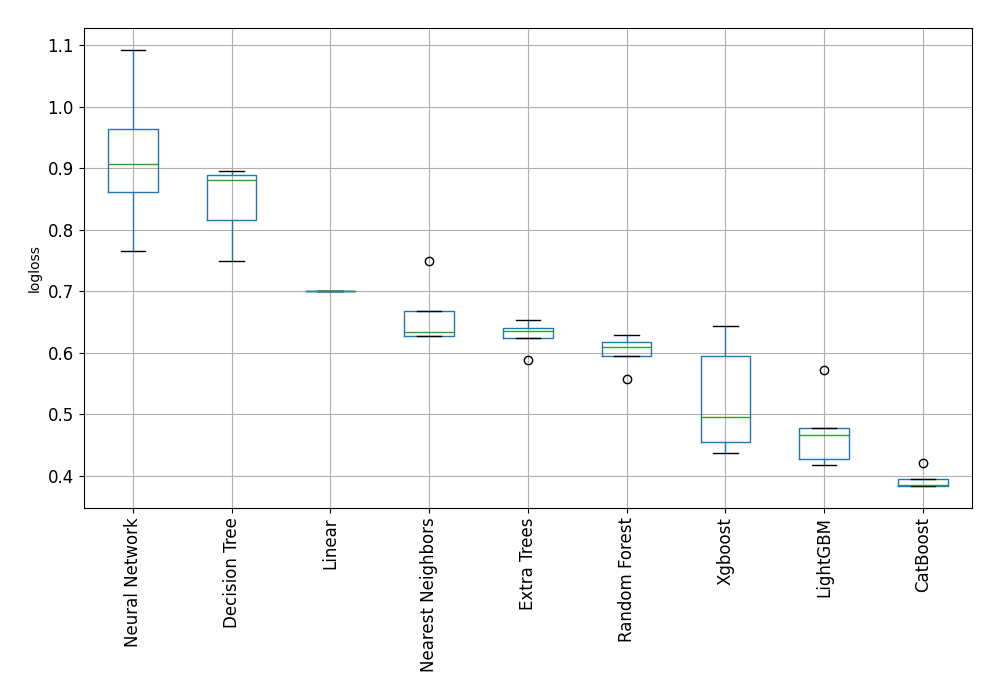 1.1
1.0
0.9
0.8
0.7
0.6
0.5
0.4
logloss
Neural Network
Decision Tree
Linear
Nearest Neighbors
Extra Trees
Random Forest
Xgboost
LightGBM
CatBoost